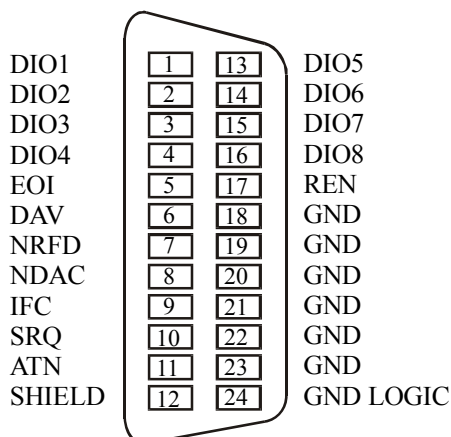 DIO1 1 13 DIO5
DIO2 2 14 DIO6
DIO3 3 15 DIO7
DIO4 4 16 DIO8
EOI 5 17 REN
DAV 6 18 GND
NRFD 7 19 GND
NDAC 8 20 GND
IFC 9 21 GND
SRQ 10 22 GND
ATN 11 23 GND
SHIELD 12 24 GND LOGIC